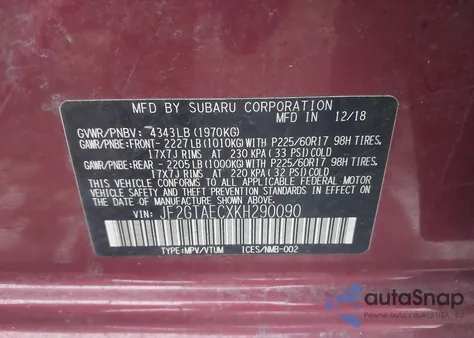 MFD BY SUBARU CORPORATION
MFD IN 12/18
GVWR/PNBV: 4343LB (1970KG)
GAWR/PNBE:FRONT- 2227LB (1010KG) WITH P225/60R17 98H TIRES,
17X7J RIMS AT 230 KPA (33 PSI) COLD
GAWR/PNBE:REAR - 2205LB (1000KG) WITH P225/60R17 98H TIRES,
17X7J RIMS AT 220 KPA (32 PSI) COLD
THIS VEHICLE CONFORMS TO ALL APPLICABLE U.S. FEDERAL MOTOR VEHICLE SAFETY,
BUMPER, AND THEFT PREVENTION STANDARDS IN EFFECT ON THE DATE OF
MANUFACTURE SHOWN ABOVE.
VIN: JF2GTAECXKH290090
TYPE:MPV/VTUM ICES/NMB-002
autoSnap